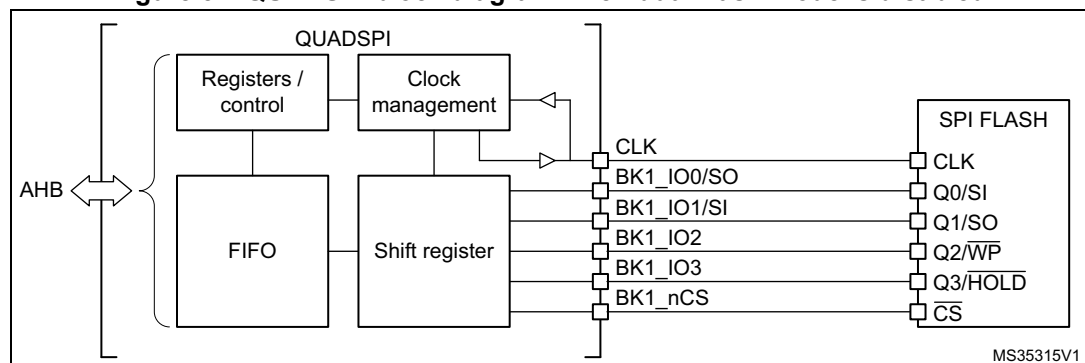 QUADSPI
Registers /
control
Clock
management
AHB
FIFO
Shift register
CLK
BK1_IO0/SO
BK1_IO1/SI
BK1_IO2
BK1_IO3
BK1_nCS
SPI FLASH
CLK
Q0/SI
Q1/SO
Q2/WP
Q3/HOLD
CS
MS35315V1